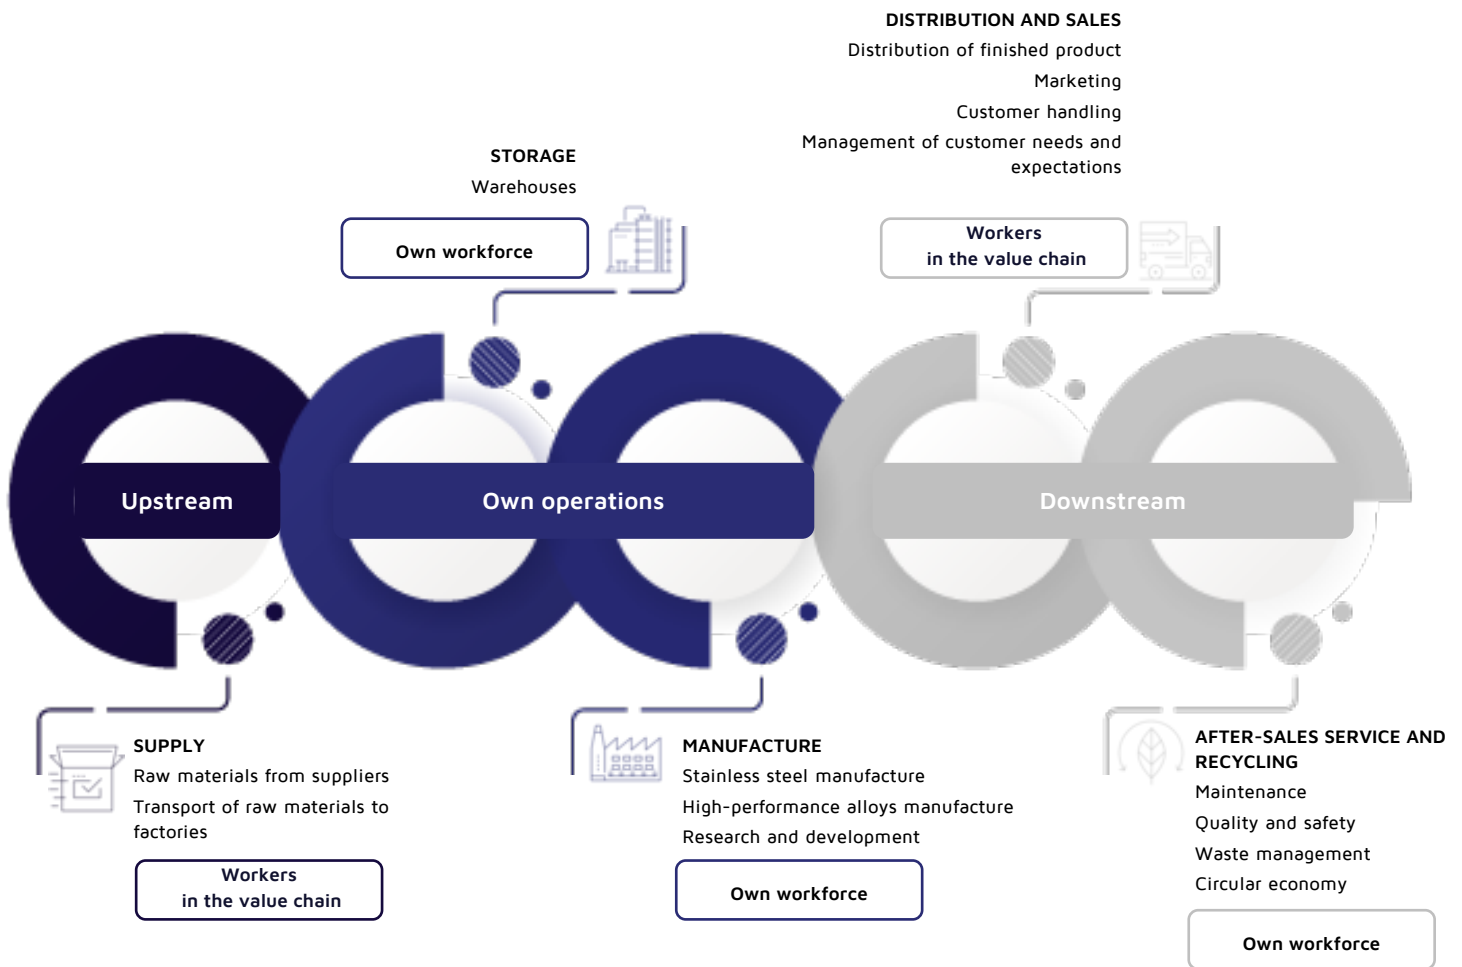 DISTRIBUTION AND SALES
Distribution of finished product
Marketing
Customer handling
Management of customer needs and
expectations
Workers
in the value chain
STORAGE
Warehouses
Own workforce
Upstream
Own operations
Downstream
SUPPLY
Raw materials from suppliers
Transport of raw materials to
factories
Workers
in the value chain
MANUFACTURE
Stainless steel manufacture
High-performance alloys manufacture
Research and development
Own workforce
AFTER-SALES SERVICE AND
RECYCLING
Maintenance
Quality and safety
Waste management
Circular economy
Own workforce